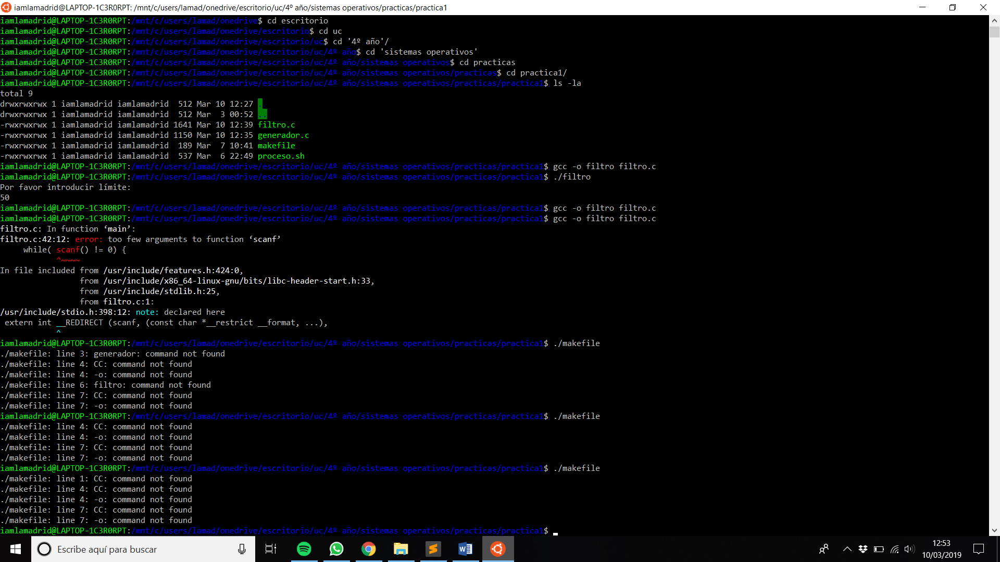 iamlamadrid@LAPTOP-1C3R0RPT: /mnt/c/users/lamad/onedrive/escritorio/uc/4º año/sistemas operativos/practicas/practica1
iamlamadrid@LAPTOP-1C3R0RPT:/mnt/c/users/lamad/onedrive$ cd escritorio
iamlamadrid@LAPTOP-1C3R0RPT:/mnt/c/users/lamad/onedrive/escritorio$ cd uc
iamlamadrid@LAPTOP-1C3R0RPT:/mnt/c/users/lamad/onedrive/escritorio/uc$ cd '4º año'/
iamlamadrid@LAPTOP-1C3R0RPT:/mnt/c/users/lamad/onedrive/escritorio/uc/4º año$ cd 'sistemas operativos'
iamlamadrid@LAPTOP-1C3R0RPT:/mnt/c/users/lamad/onedrive/escritorio/uc/4º año/sistemas operativos$ cd practicas
iamlamadrid@LAPTOP-1C3R0RPT:/mnt/c/users/lamad/onedrive/escritorio/uc/4º año/sistemas operativos/practicas$ cd practica1/
iamlamadrid@LAPTOP-1C3R0RPT:/mnt/c/users/lamad/onedrive/escritorio/uc/4º año/sistemas operativos/practicas/practica1$ ls -la
total 9
drwxrwxrwx 1 iamlamadrid iamlamadrid  512 Mar 10 12:27 .
drwxrwxrwx 1 iamlamadrid iamlamadrid  512 Mar  3 00:52 ..
-rwxrwxrwx 1 iamlamadrid iamlamadrid 1641 Mar 10 12:39 filtro.c
-rwxrwxrwx 1 iamlamadrid iamlamadrid 1150 Mar 10 12:35 generador.c
-rwxrwxrwx 1 iamlamadrid iamlamadrid  189 Mar  7 10:41 makefile
-rwxrwxrwx 1 iamlamadrid iamlamadrid  537 Mar  6 22:49 proceso.sh
iamlamadrid@LAPTOP-1C3R0RPT:/mnt/c/users/lamad/onedrive/escritorio/uc/4º año/sistemas operativos/practicas/practica1$ gcc -o filtro filtro.c
iamlamadrid@LAPTOP-1C3R0RPT:/mnt/c/users/lamad/onedrive/escritorio/uc/4º año/sistemas operativos/practicas/practica1$ ./filtro
Por favor introducir límite:
50
iamlamadrid@LAPTOP-1C3R0RPT:/mnt/c/users/lamad/onedrive/escritorio/uc/4º año/sistemas operativos/practicas/practica1$ gcc -o filtro filtro.c
iamlamadrid@LAPTOP-1C3R0RPT:/mnt/c/users/lamad/onedrive/escritorio/uc/4º año/sistemas operativos/practicas/practica1$ gcc -o filtro filtro.c
filtro.c: In function ‘main’:
filtro.c:42:12: error: too few arguments to function ‘scanf’
     while( scanf() != 0) {
            ^~~~~
In file included from /usr/include/features.h:424:0,
                 from /usr/include/x86_64-linux-gnu/bits/libc-header-start.h:33,
                 from /usr/include/stdlib.h:25,
                 from filtro.c:1:
/usr/include/stdio.h:398:12: note: declared here
 extern int __REDIRECT (scanf, (const char *__restrict __format, ...),
            ^
iamlamadrid@LAPTOP-1C3R0RPT:/mnt/c/users/lamad/onedrive/escritorio/uc/4º año/sistemas operativos/practicas/practica1$ ./makefile
./makefile: line 3: generador: command not found
./makefile: line 4: CC: command not found
./makefile: line 4: -o: command not found
./makefile: line 6: filtro: command not found
./makefile: line 7: CC: command not found
./makefile: line 7: -o: command not found
iamlamadrid@LAPTOP-1C3R0RPT:/mnt/c/users/lamad/onedrive/escritorio/uc/4º año/sistemas operativos/practicas/practica1$ ./makefile
./makefile: line 4: CC: command not found
./makefile: line 4: -o: command not found
./makefile: line 7: CC: command not found
./makefile: line 7: -o: command not found
iamlamadrid@LAPTOP-1C3R0RPT:/mnt/c/users/lamad/onedrive/escritorio/uc/4º año/sistemas operativos/practicas/practica1$ ./makefile
./makefile: line 1: CC: command not found
./makefile: line 4: CC: command not found
./makefile: line 4: -o: command not found
./makefile: line 7: CC: command not found
./makefile: line 7: -o: command not found
iamlamadrid@LAPTOP-1C3R0RPT:/mnt/c/users/lamad/onedrive/escritorio/uc/4º año/sistemas operativos/practicas/practica1$
Escribe aquí para buscar
12:53
10/03/2019